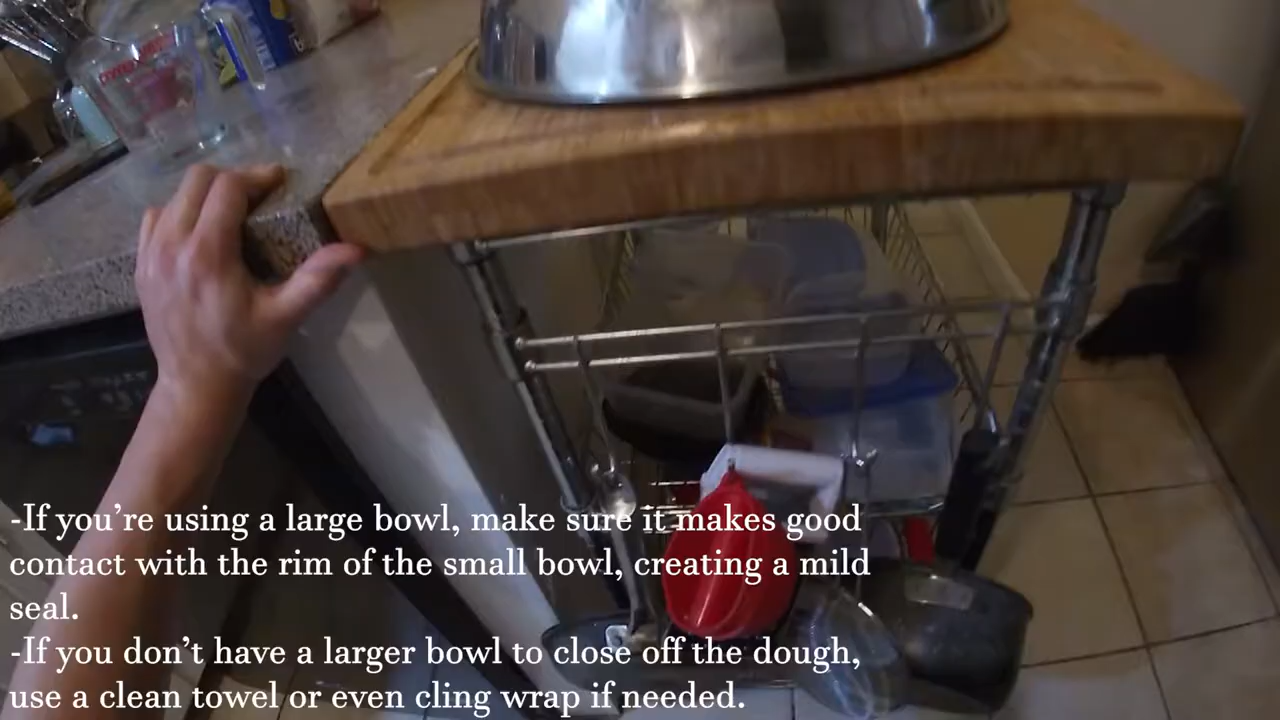 -If you're using a large bowl, make sure it makes good
contact with the rim of the small bowl, creating a mild
seal.
-If you don't have a larger bowl to close off the dough,
use a clean towel or even cling wrap if needed.